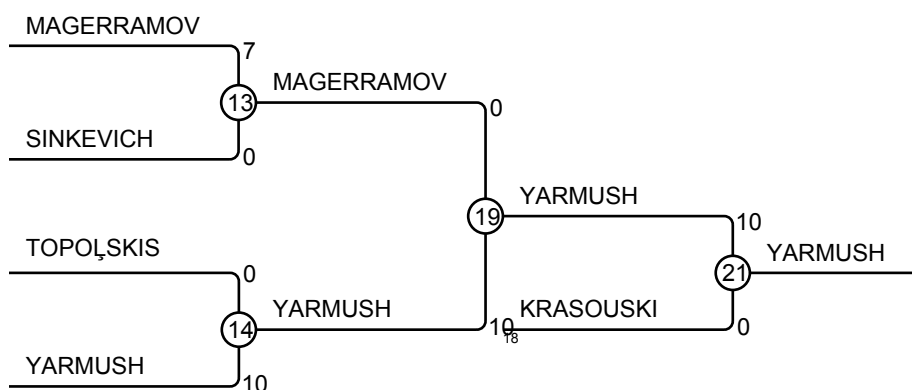 MAGERRAMOV
7
13
MAGERRAMOV
0
SINKEVICH
0
19
YARMUSH
10
TOPOĻSKIS
0
21
YARMUSH
14
YARMUSH
10
18
KRASOUSKI
0
YARMUSH
10